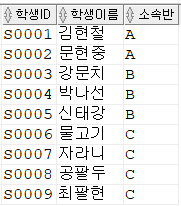 학생ID 학생이름 소속반
S0001 김현철 A
S0002 문현중 A
S0003 강문치 B
S0004 박나선 B
S0005 신태강 B
S0006 물고기 C
S0007 자라니 C
S0008 공팔두 C
S0009 최팔현 C